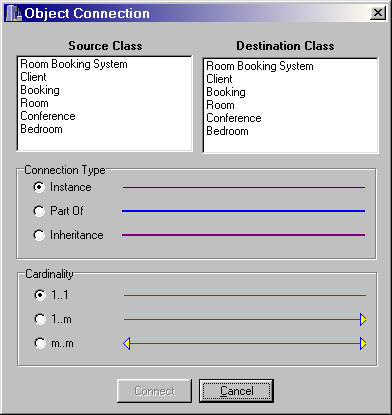 Object Connection
Source Class
Destination Class
Room Booking System
Client
Booking
Room
Conference
Bedroom
Room Booking System
Client
Booking
Room
Conference
Bedroom
Connection Type
Instance
Part Of
Inheritance
Cardinality
1..1
1..m
m..m
Connect
Cancel